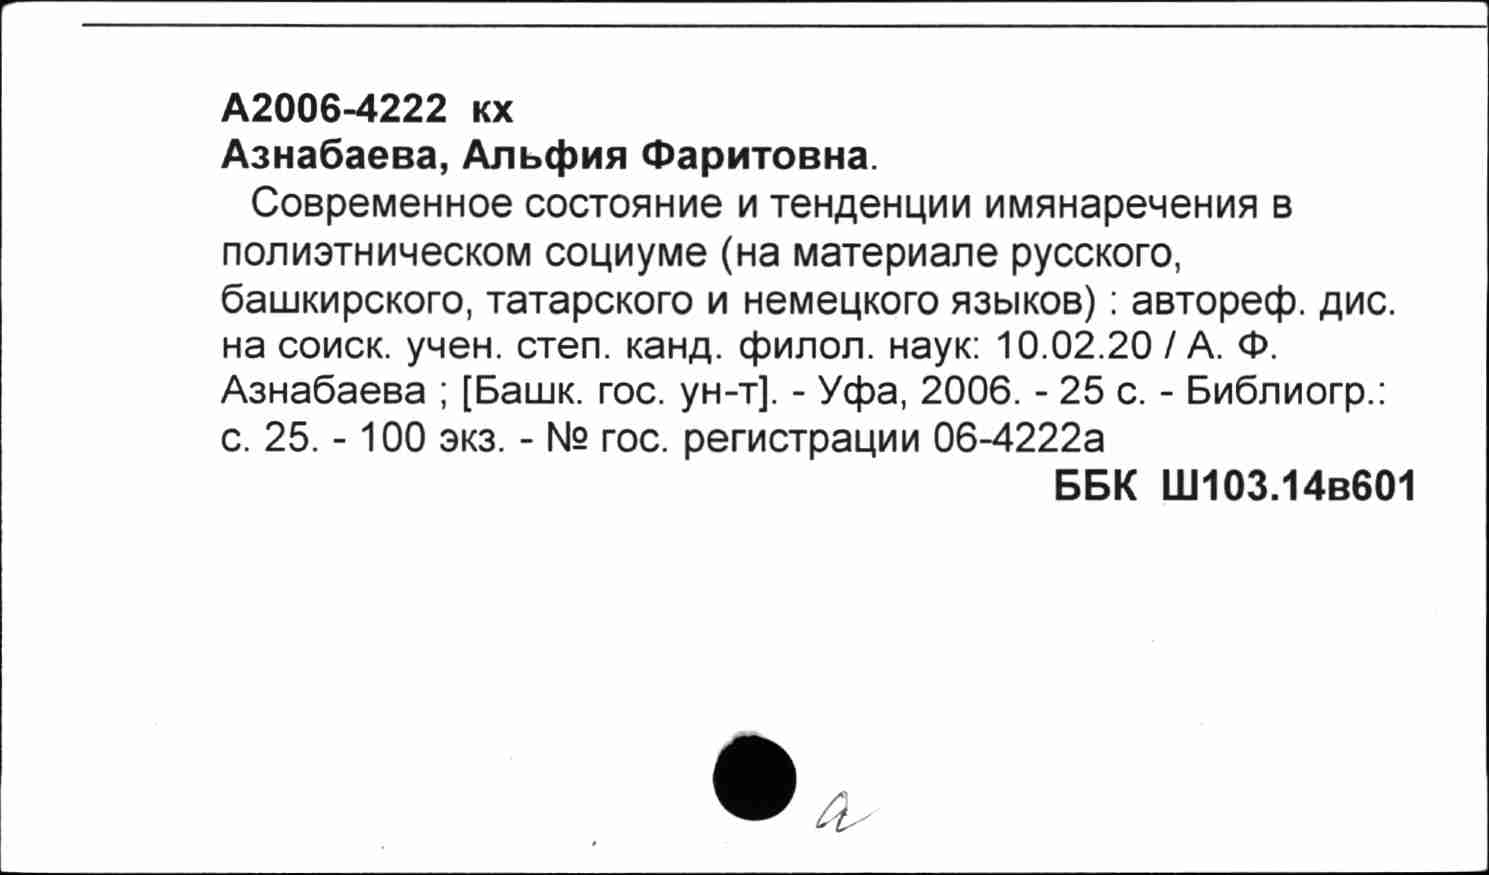 А2006-4222 кх
Азнабаева, Альфия Фаритовна.
Современное состояние и тенденции имянаречения в
полиэтническом социуме (на материале русского,
башкирского, татарского и немецкого языков) : автореф. дис.
на соиск. учен. степ. канд. филол. наук: 10.02.20 / А. Ф.
Азнабаева ; [Башк. гос. ун-т]. - Уфа, 2006. - 25 с. - Библиогр.:
с. 25. - 100 экз. - № гос. регистрации 06-4222а
ББК Ш103.14в601
а